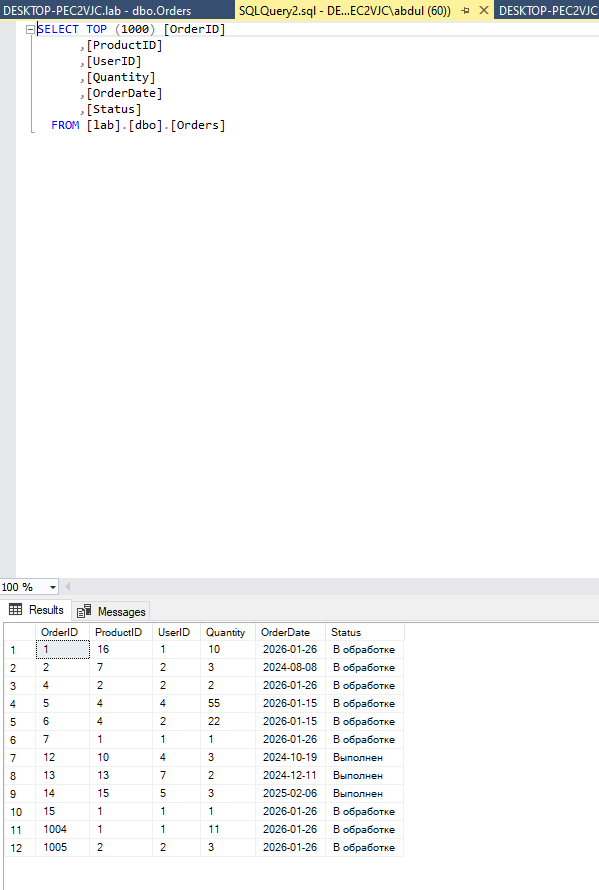 DESKTOP-PEC2VJC.lab - dbo.Orders SQLQuery2.sql - DE...EC2VJC\abdul (60)) DESKTOP-PEC2VJC
SELECT TOP (1000) [OrderID]
,[ProductID]
,[UserID]
,[Quantity]
,[OrderDate]
,[Status]
FROM [lab].[dbo].[Orders]
100 %
Results Messages
OrderID ProductID UserID Quantity OrderDate Status
1 1 16 1 10 2026-01-26 В обработке
2 2 7 2 3 2024-08-08 В обработке
3 4 2 2 2 2026-01-26 В обработке
4 5 4 4 55 2026-01-15 В обработке
5 6 4 2 22 2026-01-15 В обработке
6 7 1 1 1 2026-01-26 В обработке
7 12 10 4 3 2024-10-19 Выполнен
8 13 13 7 2 2024-12-11 Выполнен
9 14 15 5 3 2025-02-06 Выполнен
10 15 1 1 1 2026-01-26 В обработке
11 1004 1 1 11 2026-01-26 В обработке
12 1005 2 2 3 2026-01-26 В обработке